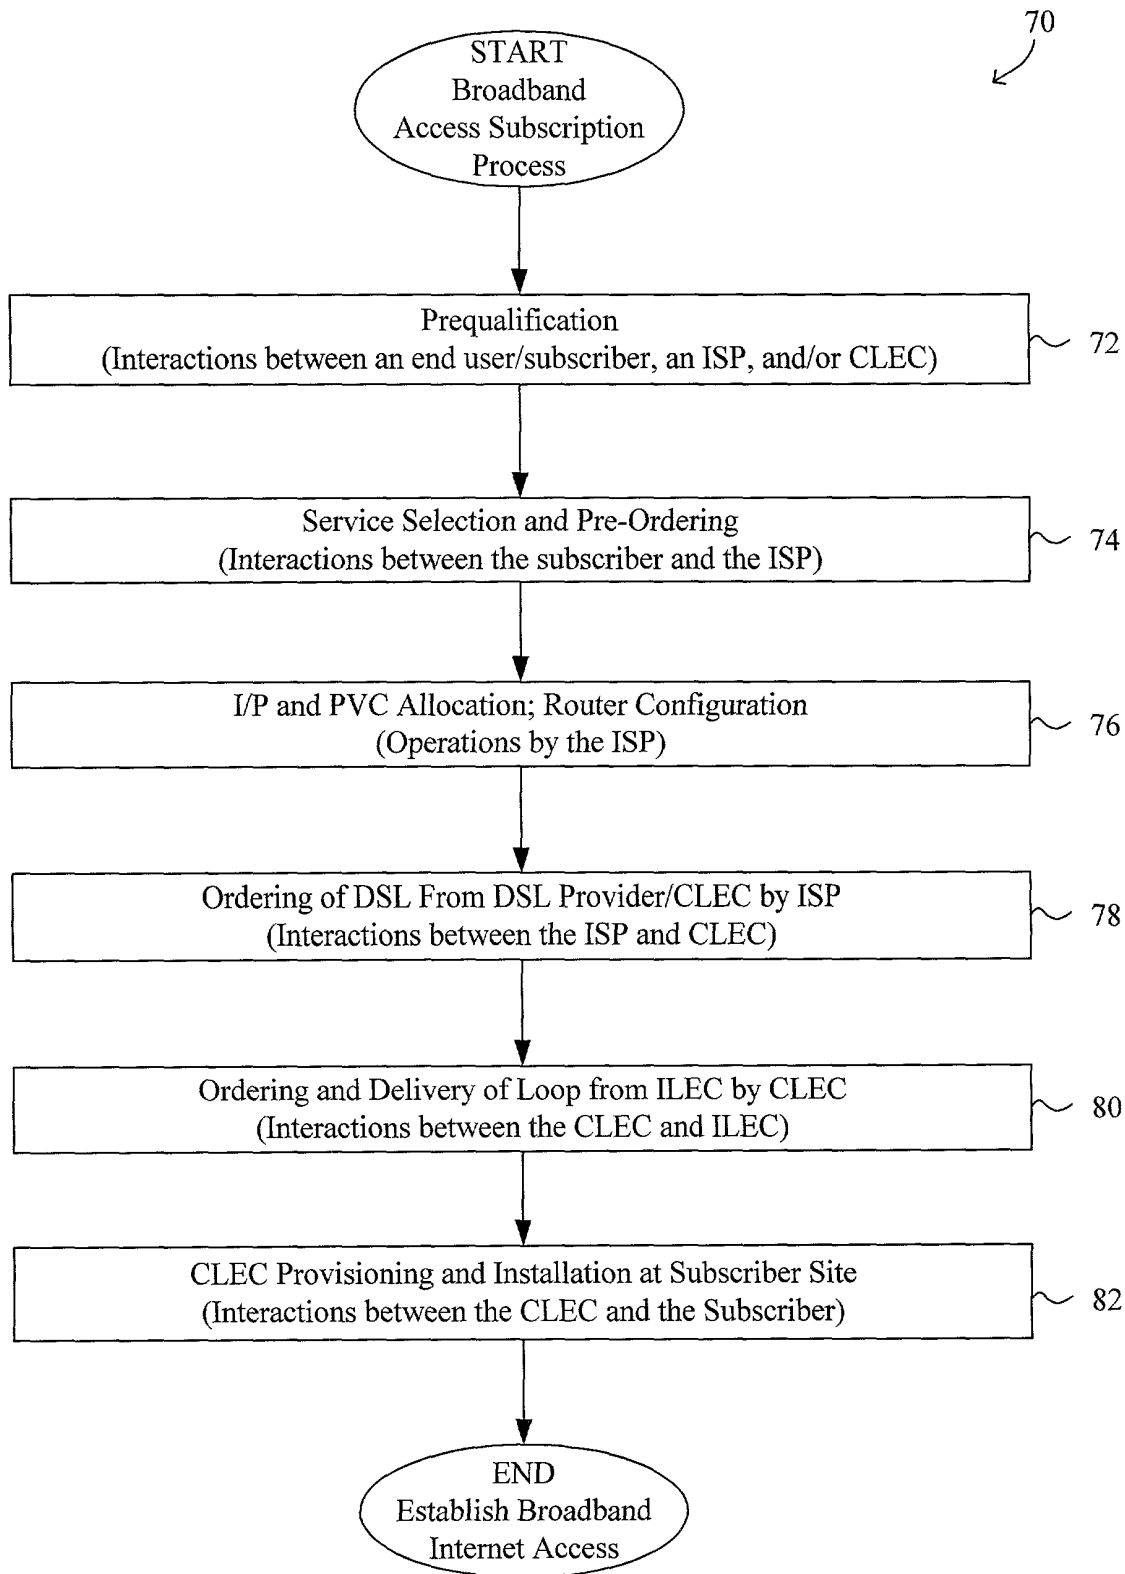 70
START
Broadband
Access Subscription
Process
Prequalification
(Interactions between an end user/subscriber, an ISP, and/or CLEC)
72
Service Selection and Pre-Ordering
(Interactions between the subscriber and the ISP)
74
I/P and PVC Allocation; Router Configuration
(Operations by the ISP)
76
Ordering of DSL From DSL Provider/CLEC by ISP
(Interactions between the ISP and CLEC)
78
Ordering and Delivery of Loop from ILEC by CLEC
(Interactions between the CLEC and ILEC)
80
CLEC Provisioning and Installation at Subscriber Site
(Interactions between the CLEC and the Subscriber)
82
END
Establish Broadband
Internet Access